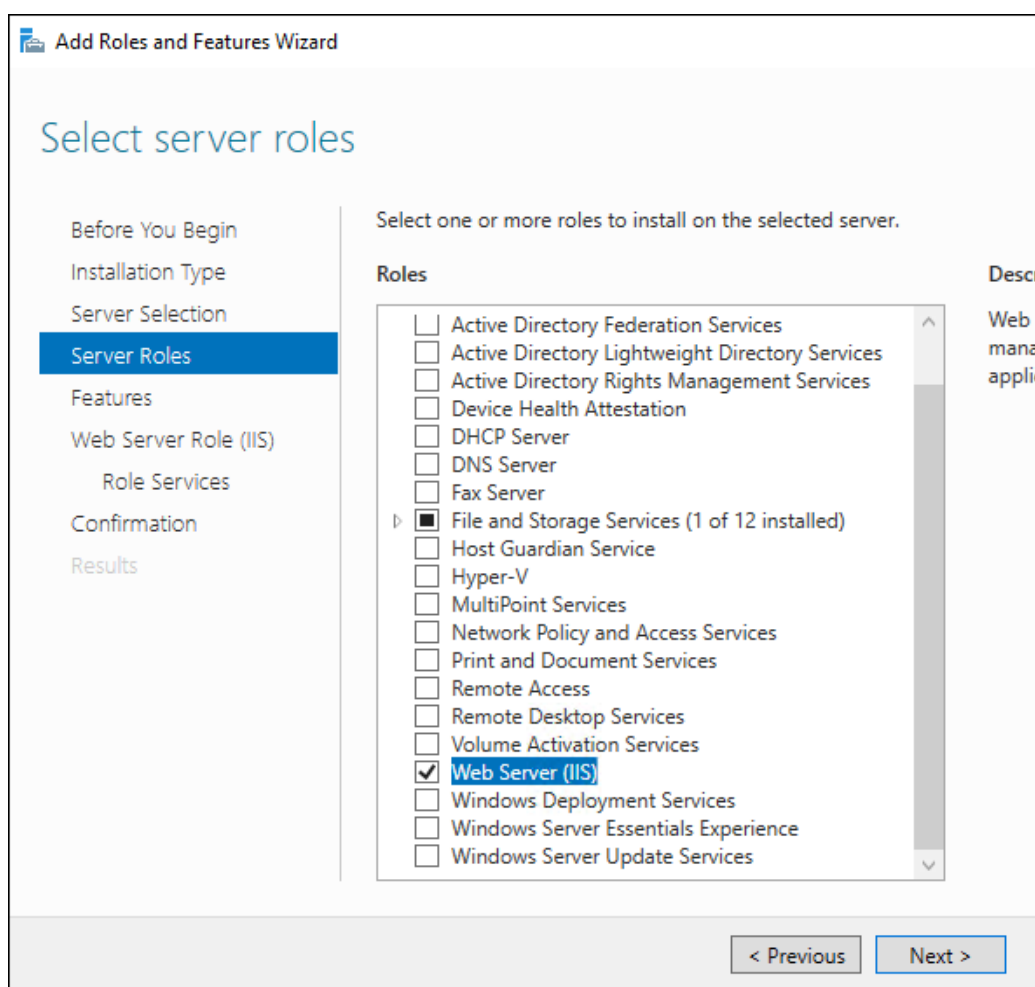 Add Roles and Features Wizard
Select server roles
Before You Begin
Installation Type
Server Selection
Server Roles
Features
Web Server Role (IIS)
Role Services
Confirmation
Results
Select one or more roles to install on the selected server.
Roles
Active Directory Federation Services
Active Directory Lightweight Directory Services
Active Directory Rights Management Services
Device Health Attestation
DHCP Server
DNS Server
Fax Server
File and Storage Services (1 of 12 installed)
Host Guardian Service
Hyper-V
MultiPoint Services
Network Policy and Access Services
Print and Document Services
Remote Access
Remote Desktop Services
Volume Activation Services
Web Server (IIS)
Windows Deployment Services
Windows Server Essentials Experience
Windows Server Update Services
Web
< Previous
Next >